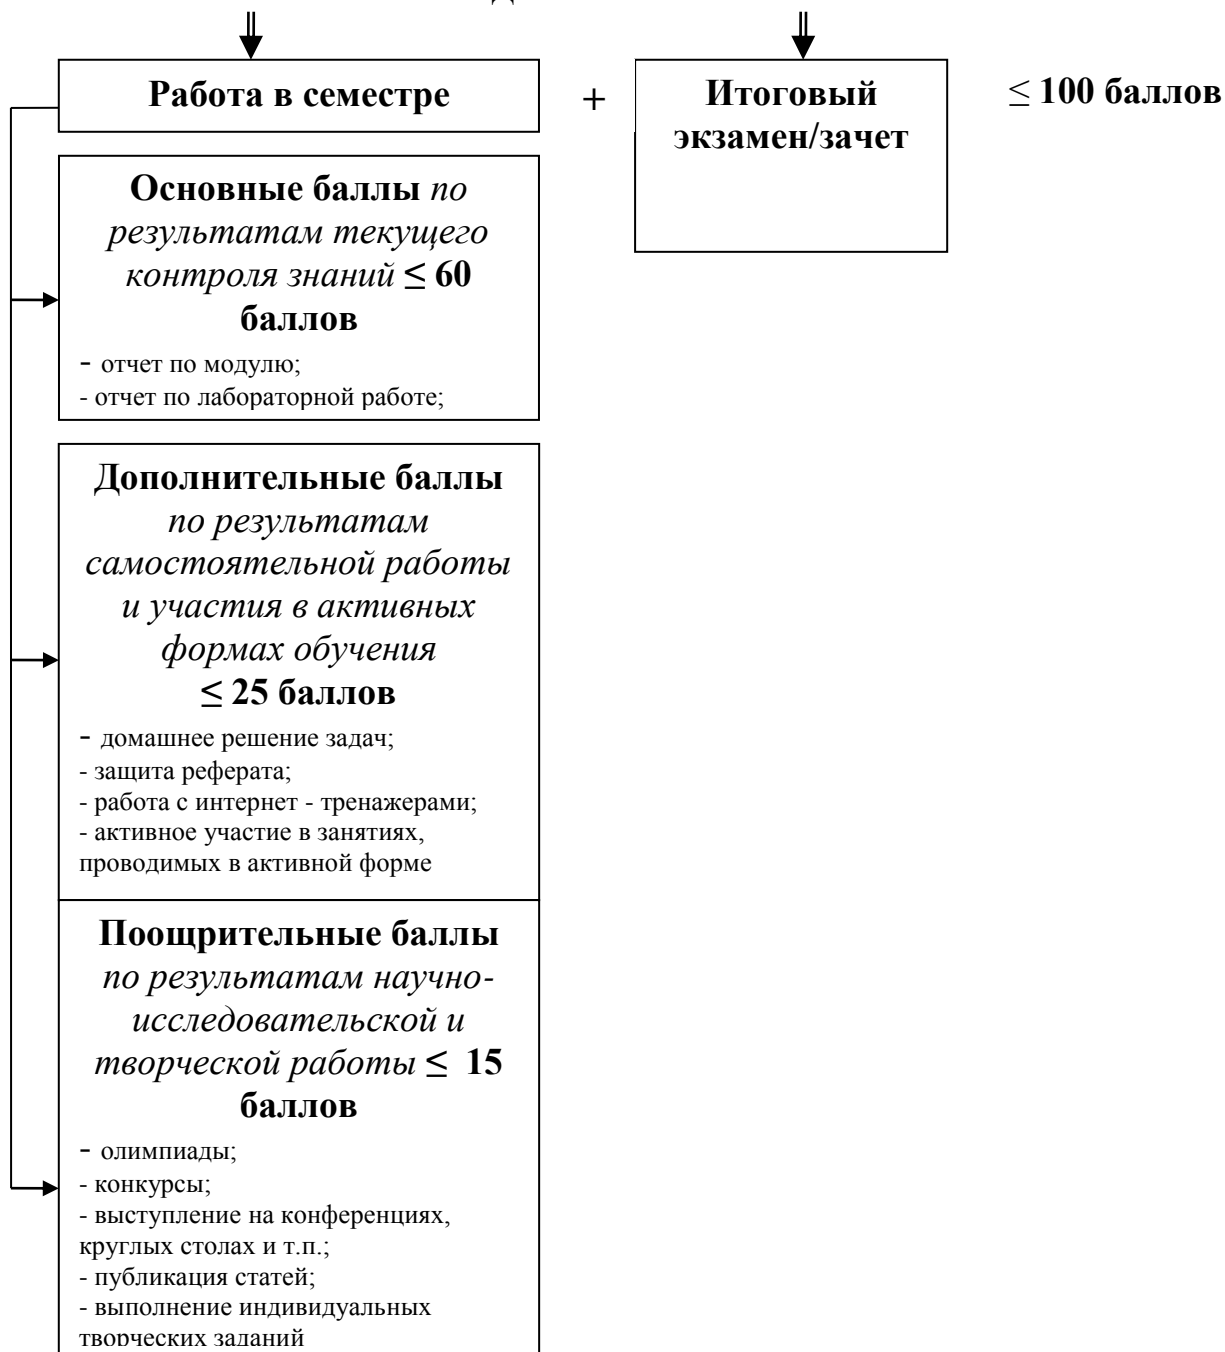 Работа в семестре
+
Итоговый
экзамен/зачет
≤ 100 баллов
Основные баллы по
результатам текущего
контроля знаний ≤ 60
баллов
- отчет по модулю;
- отчет по лабораторной работе;
Дополнительные баллы
по результатам
самостоятельной работы
и участия в активных
формах обучения
≤ 25 баллов
- домашнее решение задач;
- защита реферата;
- работа с интернет - тренажерами;
- активное участие в занятиях,
проводимых в активной форме
Поощрительные баллы
по результатам научно-
исследовательской и
творческой работы ≤ 15
баллов
- олимпиады;
- конкурсы;
- выступление на конференциях,
круглых столах и т.п.;
- публикация статей;
- выполнение индивидуальных
творческих заданий